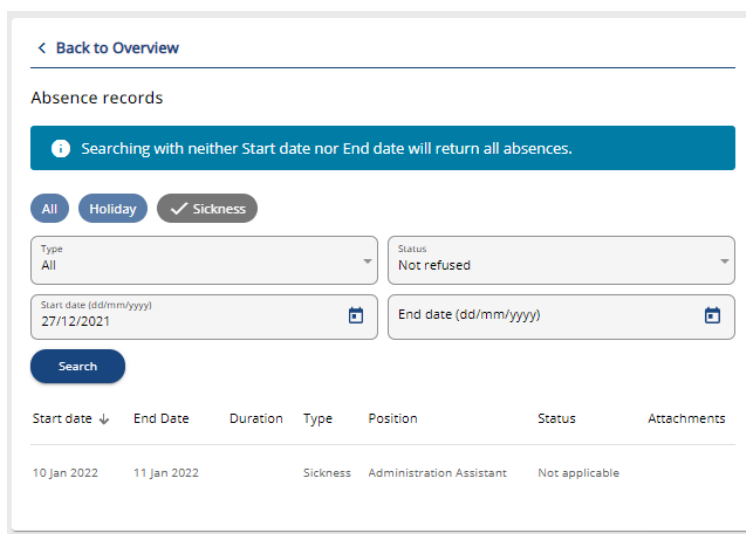 Back to Overview
Absence records
Searching with neither Start date nor End date will return all absences.
All Holiday Sickness
Type Status
All Not refused
Start date (dd/mm/yyyy)
27/12/2021 End date (dd/mm/yyyy)
Search
Start date End Date Duration Type Position Status Attachments
10 Jan 2022 11 Jan 2022 Sickness Administration Assistant Not applicable